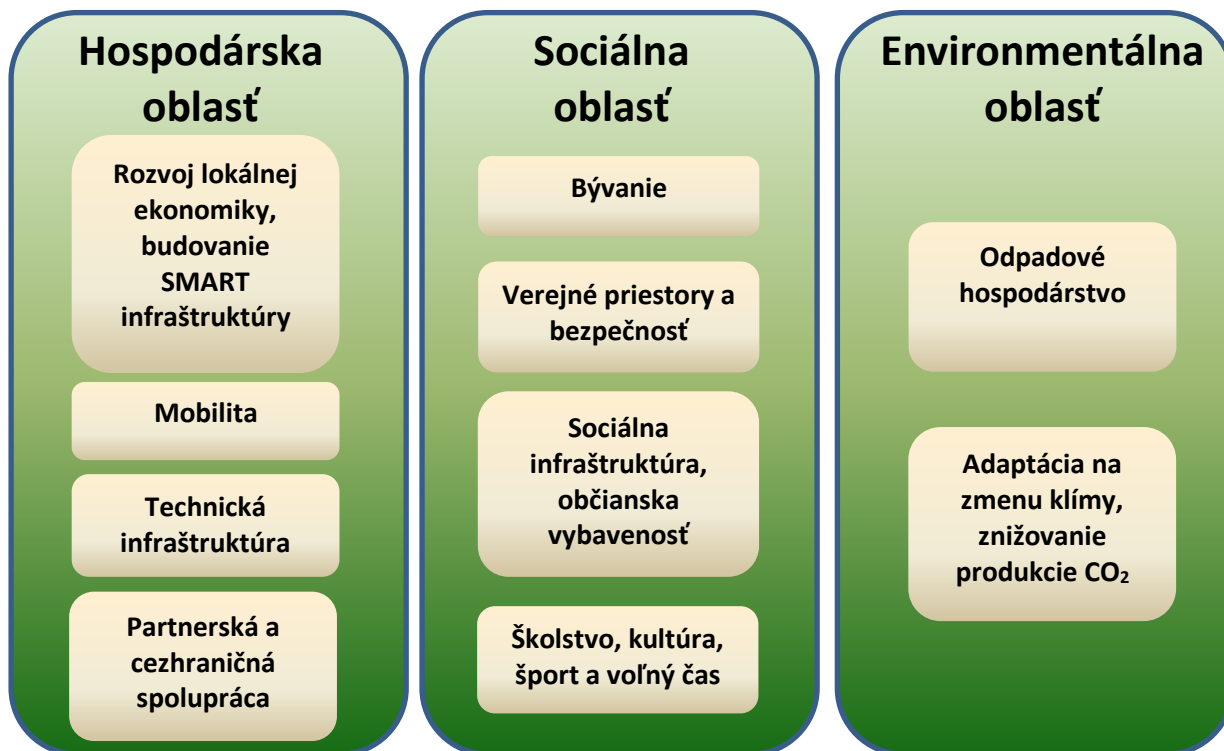 Hospodárska
oblasť
Rozvoj lokálnej
ekonomiky,
budovanie
SMART
infraštruktúry
Mobilita
Technická
infraštruktúra
Partnerská a
cezhraničná
spolupráca
Sociálna
oblasť
Bývanie
Verejné priestory a
bezpečnosť
Sociálna
infraštruktúra,
občianska
vybavenosť
Školstvo, kultúra,
šport a voľný čas
Environmentálna
oblasť
Odpadové
hospodárstvo
Adaptácia na
zmenu klímy,
znižovanie
produkcie CO₂